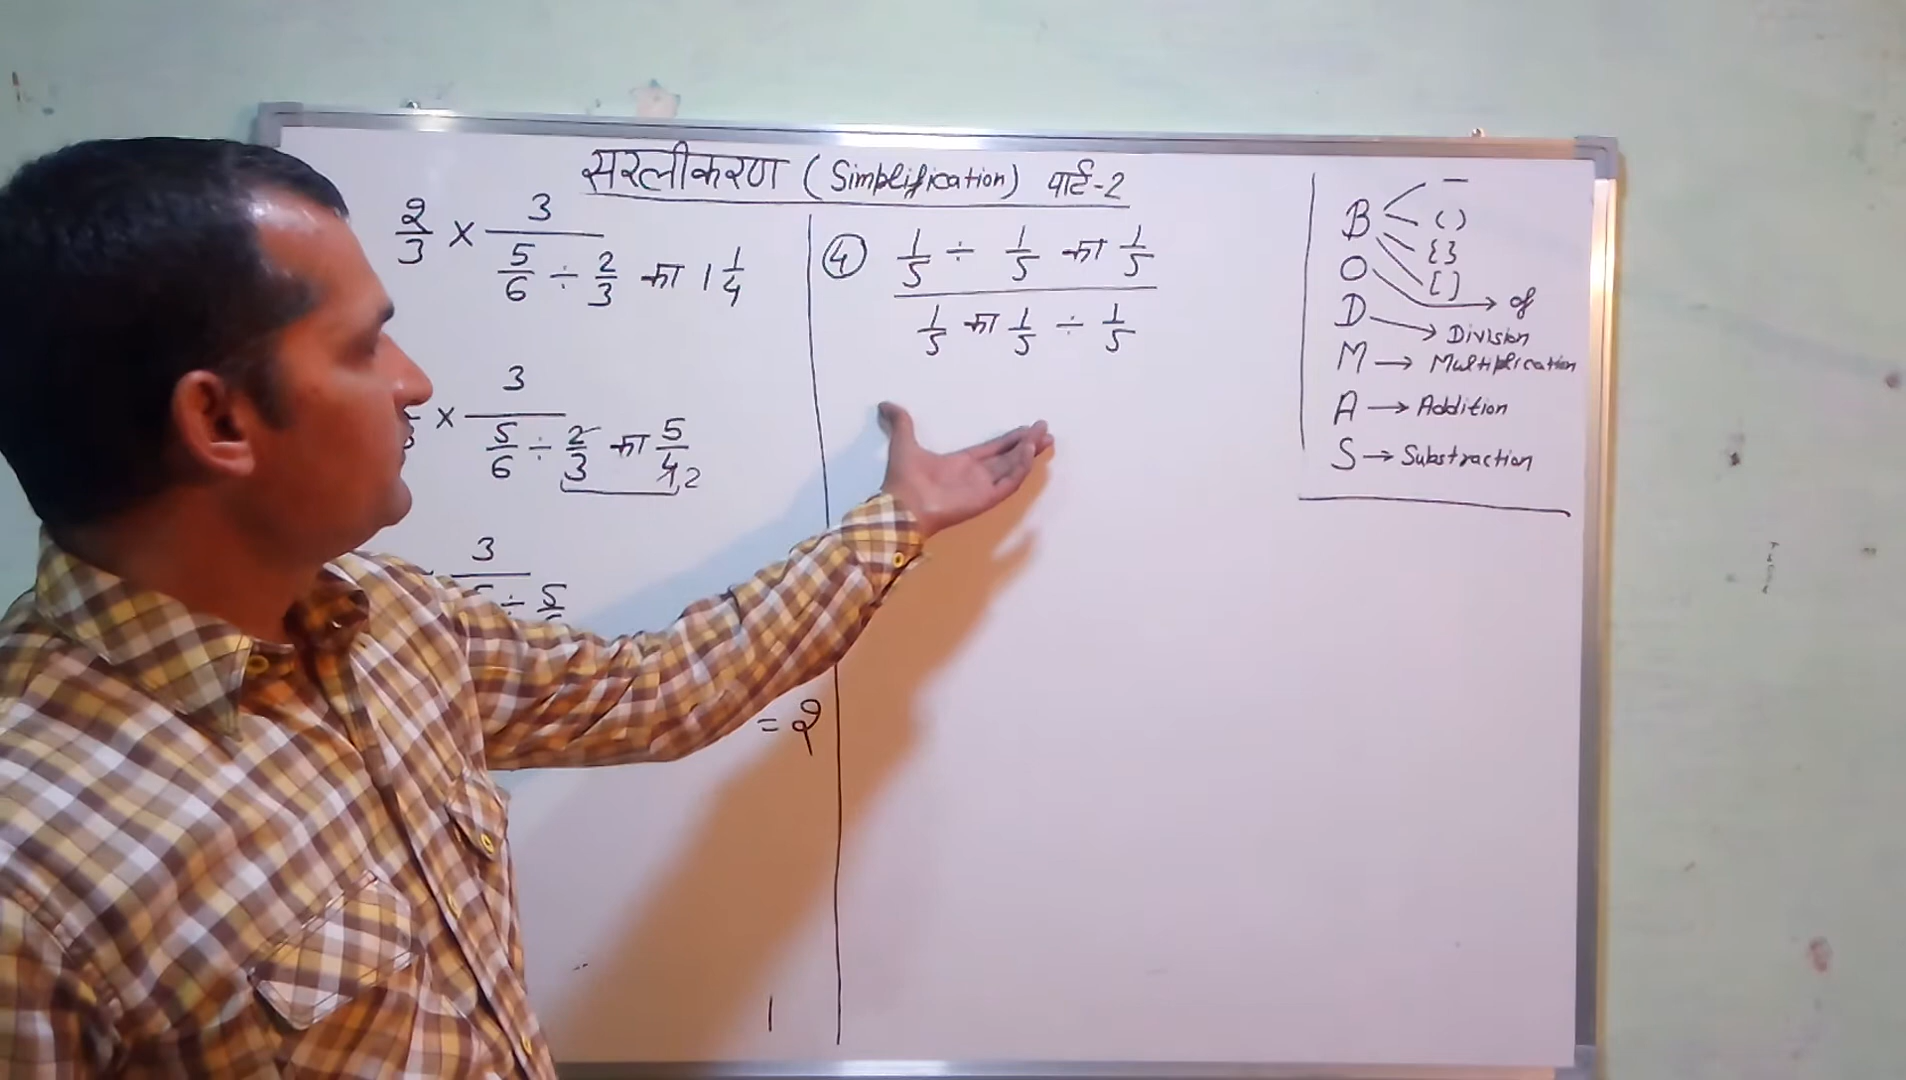 सरलीकरण (Simplification) पार्ट-2
2/3 × 3/(5/6 ÷ 2/3 का 1 1/4)
× 3/(5/6 ÷ 2/3 का 5/4) 2
3
÷ 5
= 2
④ (1/5 ÷ 1/5 का 1/5)/(1/5 का 1/5 ÷ 1/5)
B — () {} []
O → of
D → Division
M → Multiplication
A → Addition
S → Substraction